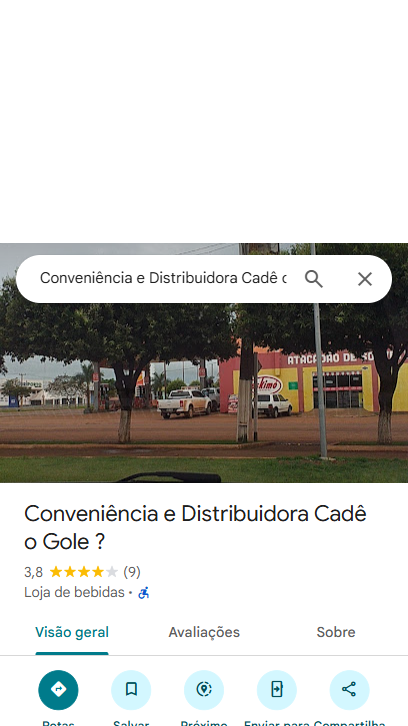 Conveniência e Distribuidora Cadê
ATACADÃO DE
Conveniência e Distribuidora Cadê
o Gole ?
3,8 (9)
Loja de bebidas •
Visão geral Avaliações Sobre
Rotas Salvar Próximo Enviar para Compartilha